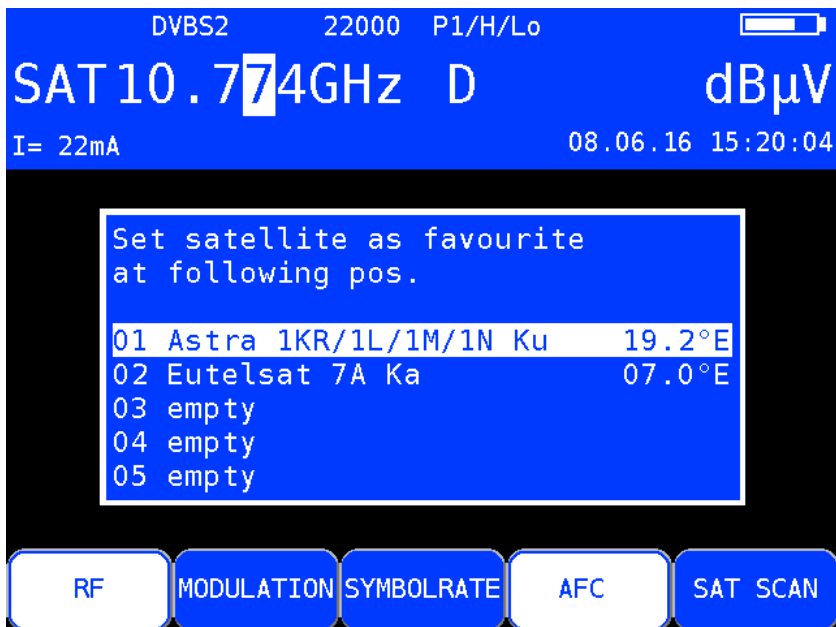 DVBS2 22000 P1/H/Lo
SAT 10.774GHz D dBµV
I= 22mA 08.06.16 15:20:04
Set satellite as favourite
at following pos.
01 Astra 1KR/1L/1M/1N Ku 19.2°E
02 Eutelsat 7A Ka 07.0°E
03 empty
04 empty
05 empty
RF MODULATION SYMBOLRATE AFC SAT SCAN